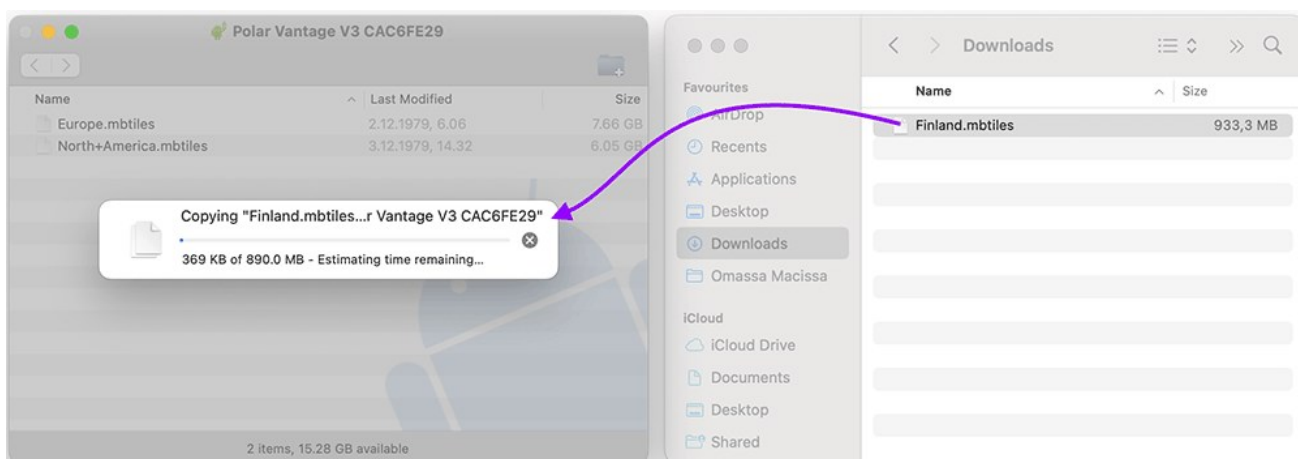 Polar Vantage V3 CAC6FE29
Name Last Modified Size
Europe.mbtiles 2.12.1979, 6.06 7.66 GB
North+America.mbtiles 3.12.1979, 14.32 6.05 GB
Copying "Finland.mbtiles...r Vantage V3 CAC6FE29"
369 KB of 890.0 MB - Estimating time remaining...
2 items, 15.28 GB available
Favourites
AirDrop
Recents
Applications
Desktop
Downloads
Omassa Macissa
iCloud
iCloud Drive
Documents
Desktop
Shared
Downloads
Name Size
Finland.mbtiles 933,3 MB